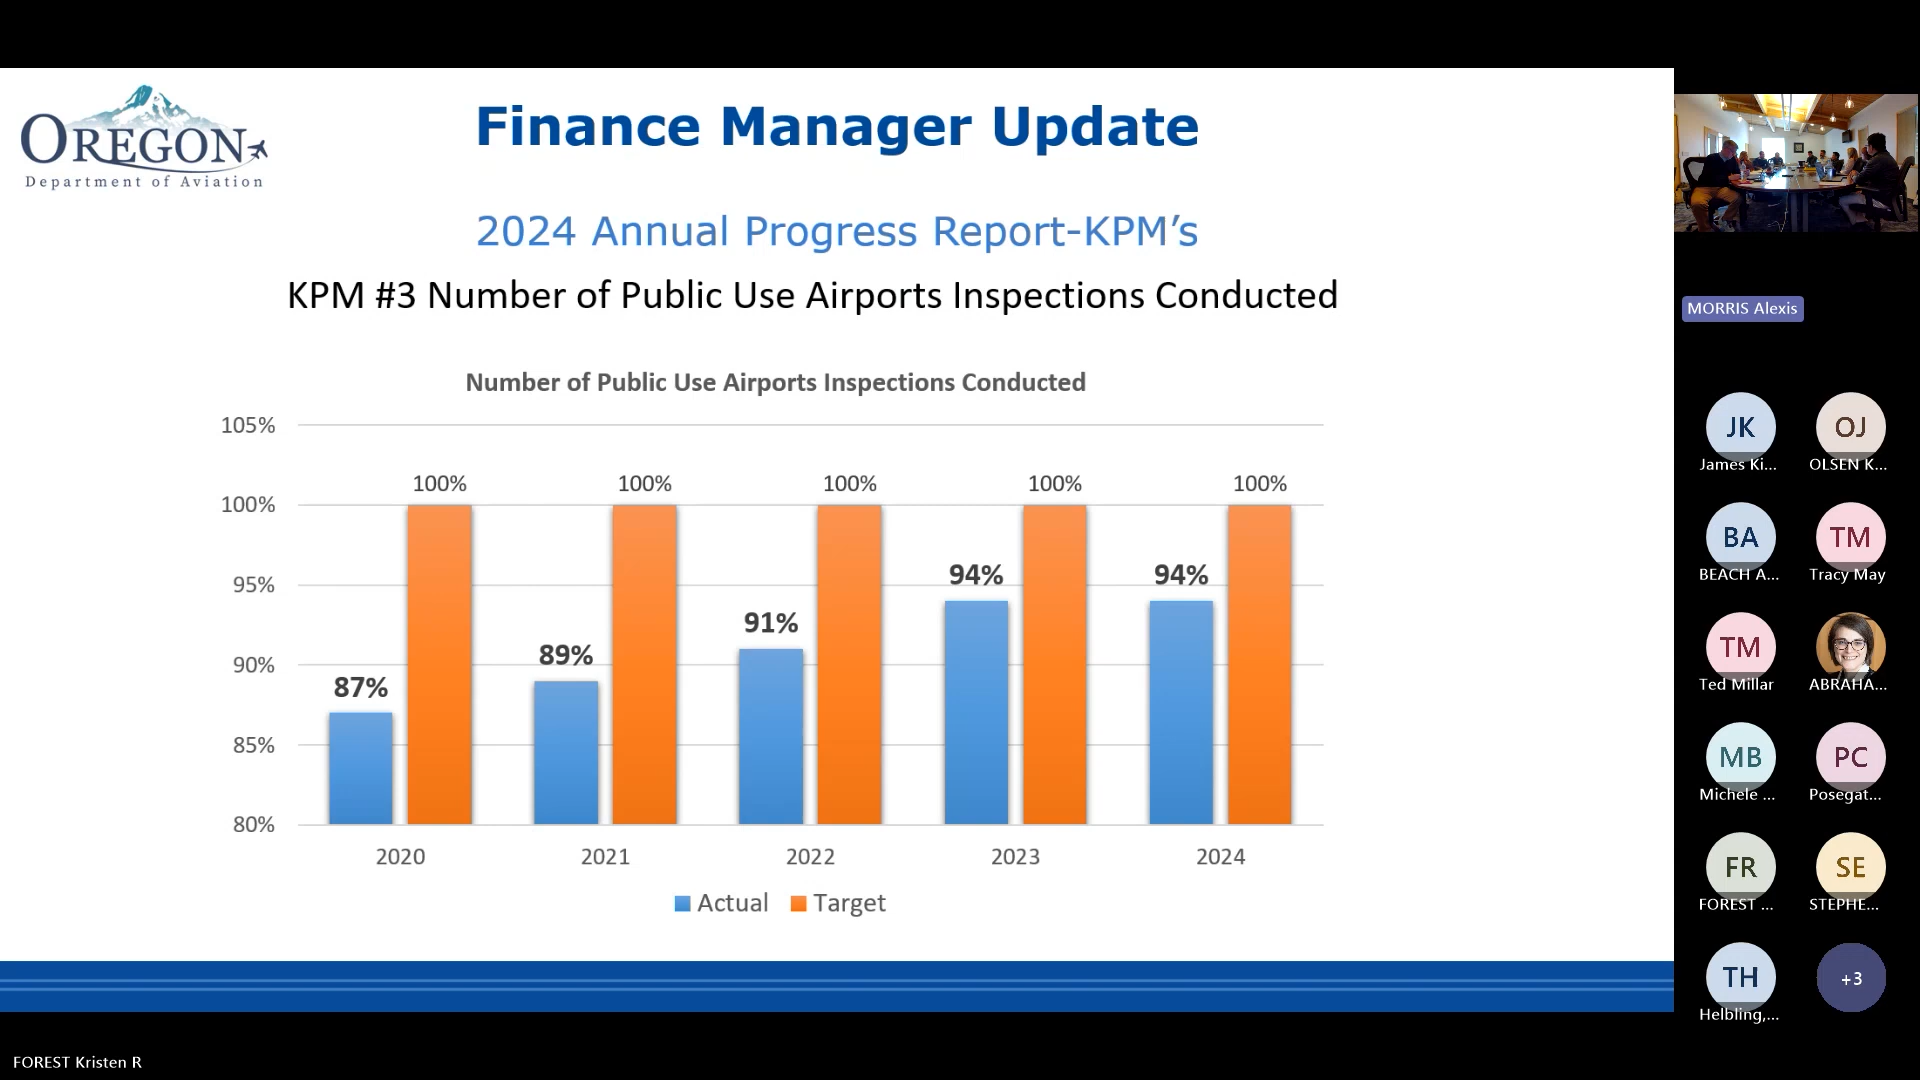 OREGON
Department of Aviation
Finance Manager Update
2024 Annual Progress Report-KPM’s
KPM #3 Number of Public Use Airports Inspections Conducted
Number of Public Use Airports Inspections Conducted
105%
100%
95%
90%
85%
80%
87%
100%
89%
100%
91%
100%
94%
100%
94%
100%
2020
2021
2022
2023
2024
Actual
Target
MORRIS Alexis
JK
James Ki...
OJ
OLSEN K...
BA
BEACH A...
TM
Tracy May
TM
Ted Millar
ABRAHA...
MB
Michele ...
PC
Posegat...
FR
FOREST ...
SE
STEPHE...
TH
Helbling,...
+3
FOREST Kristen R